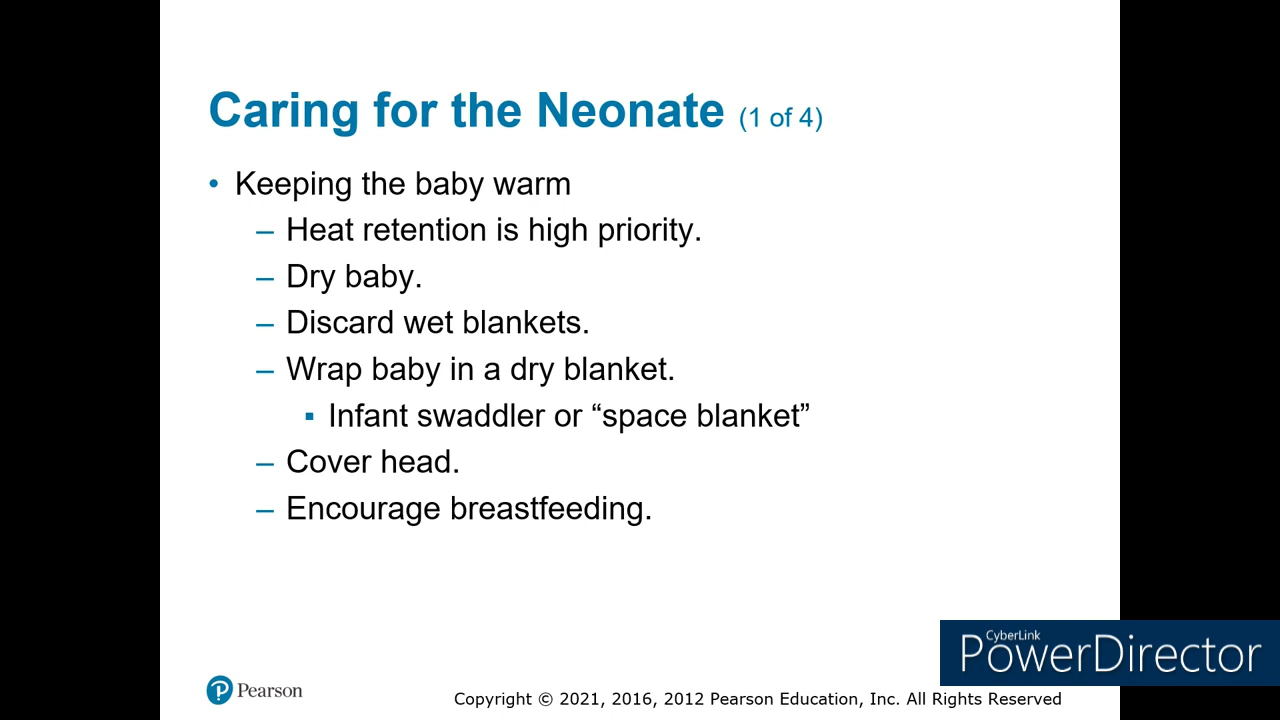 Caring for the Neonate (1 of 4)
• Keeping the baby warm
– Heat retention is high priority.
– Dry baby.
– Discard wet blankets.
– Wrap baby in a dry blanket.
▪ Infant swaddler or “space blanket”
– Cover head.
– Encourage breastfeeding.
CyberLink
PowerDirector
P Pearson
Copyright © 2021, 2016, 2012 Pearson Education, Inc. All Rights Reserved